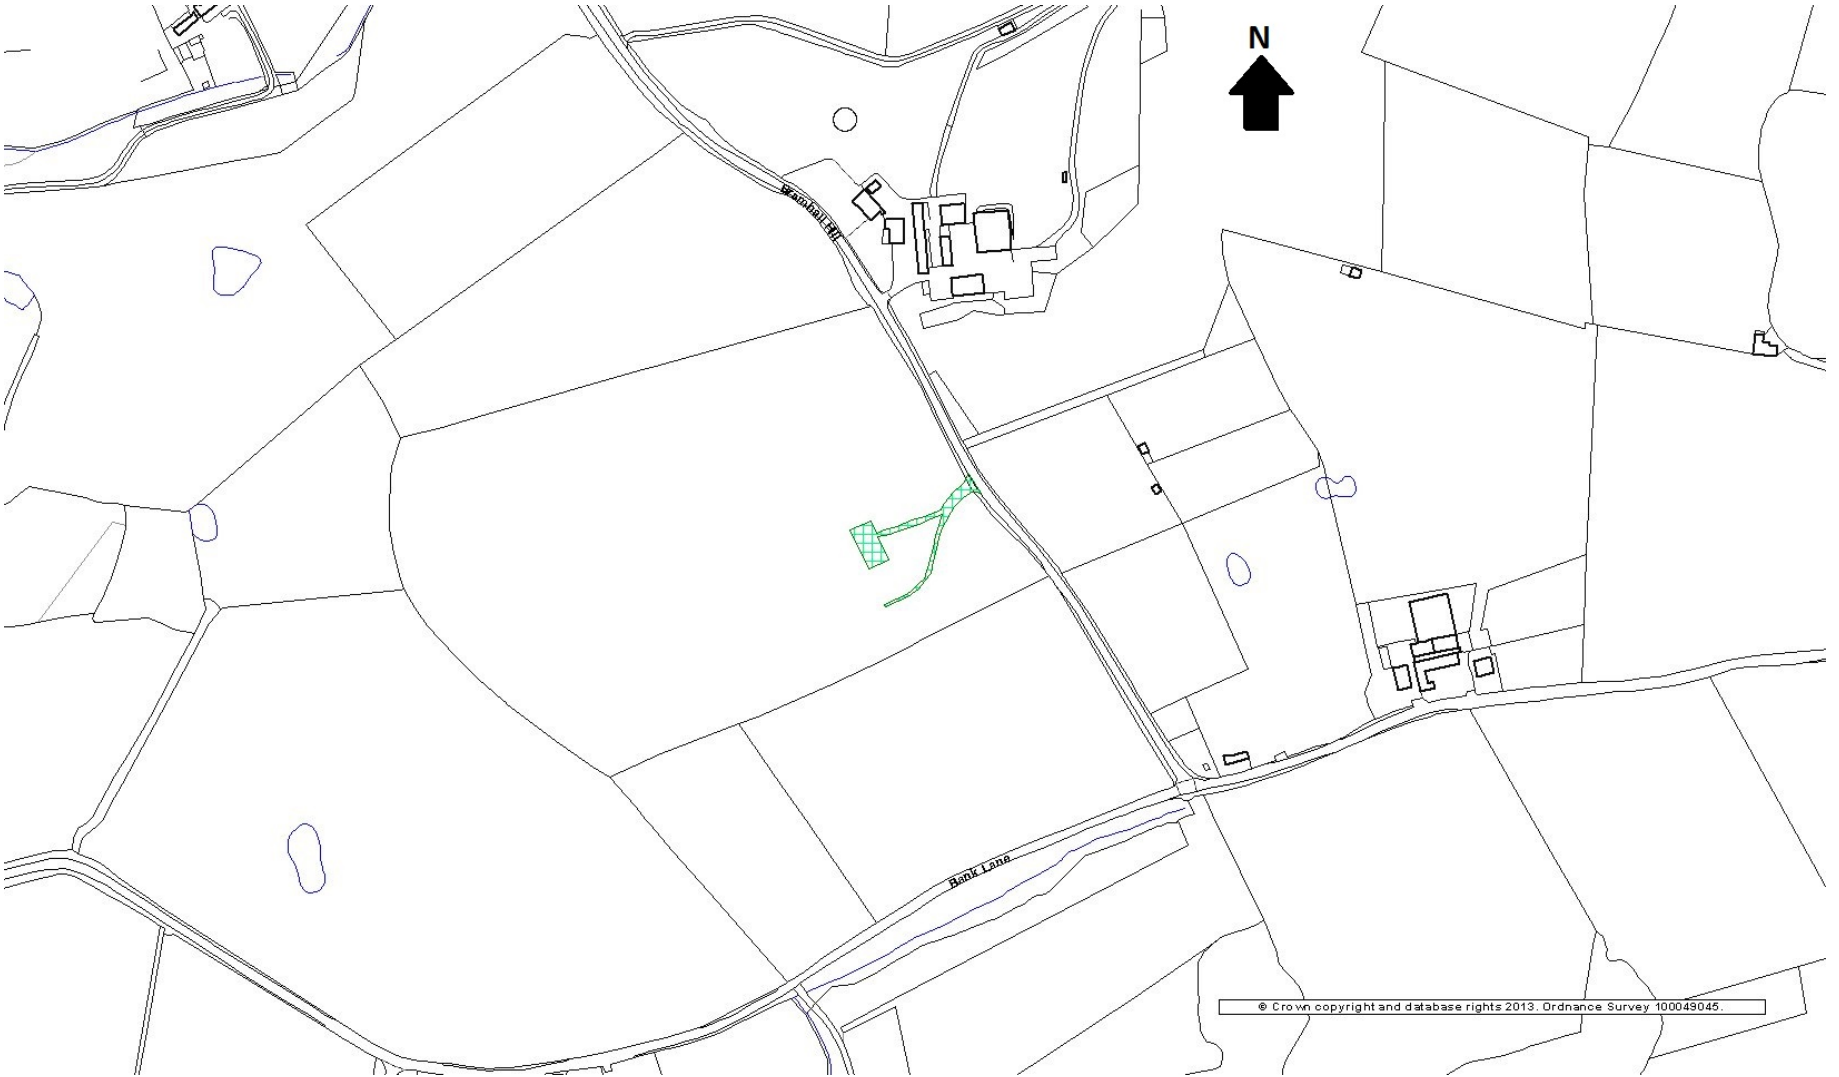 N
Bank Lane
© Crown copyright and database rights 2013. Ordnance Survey 100049045.